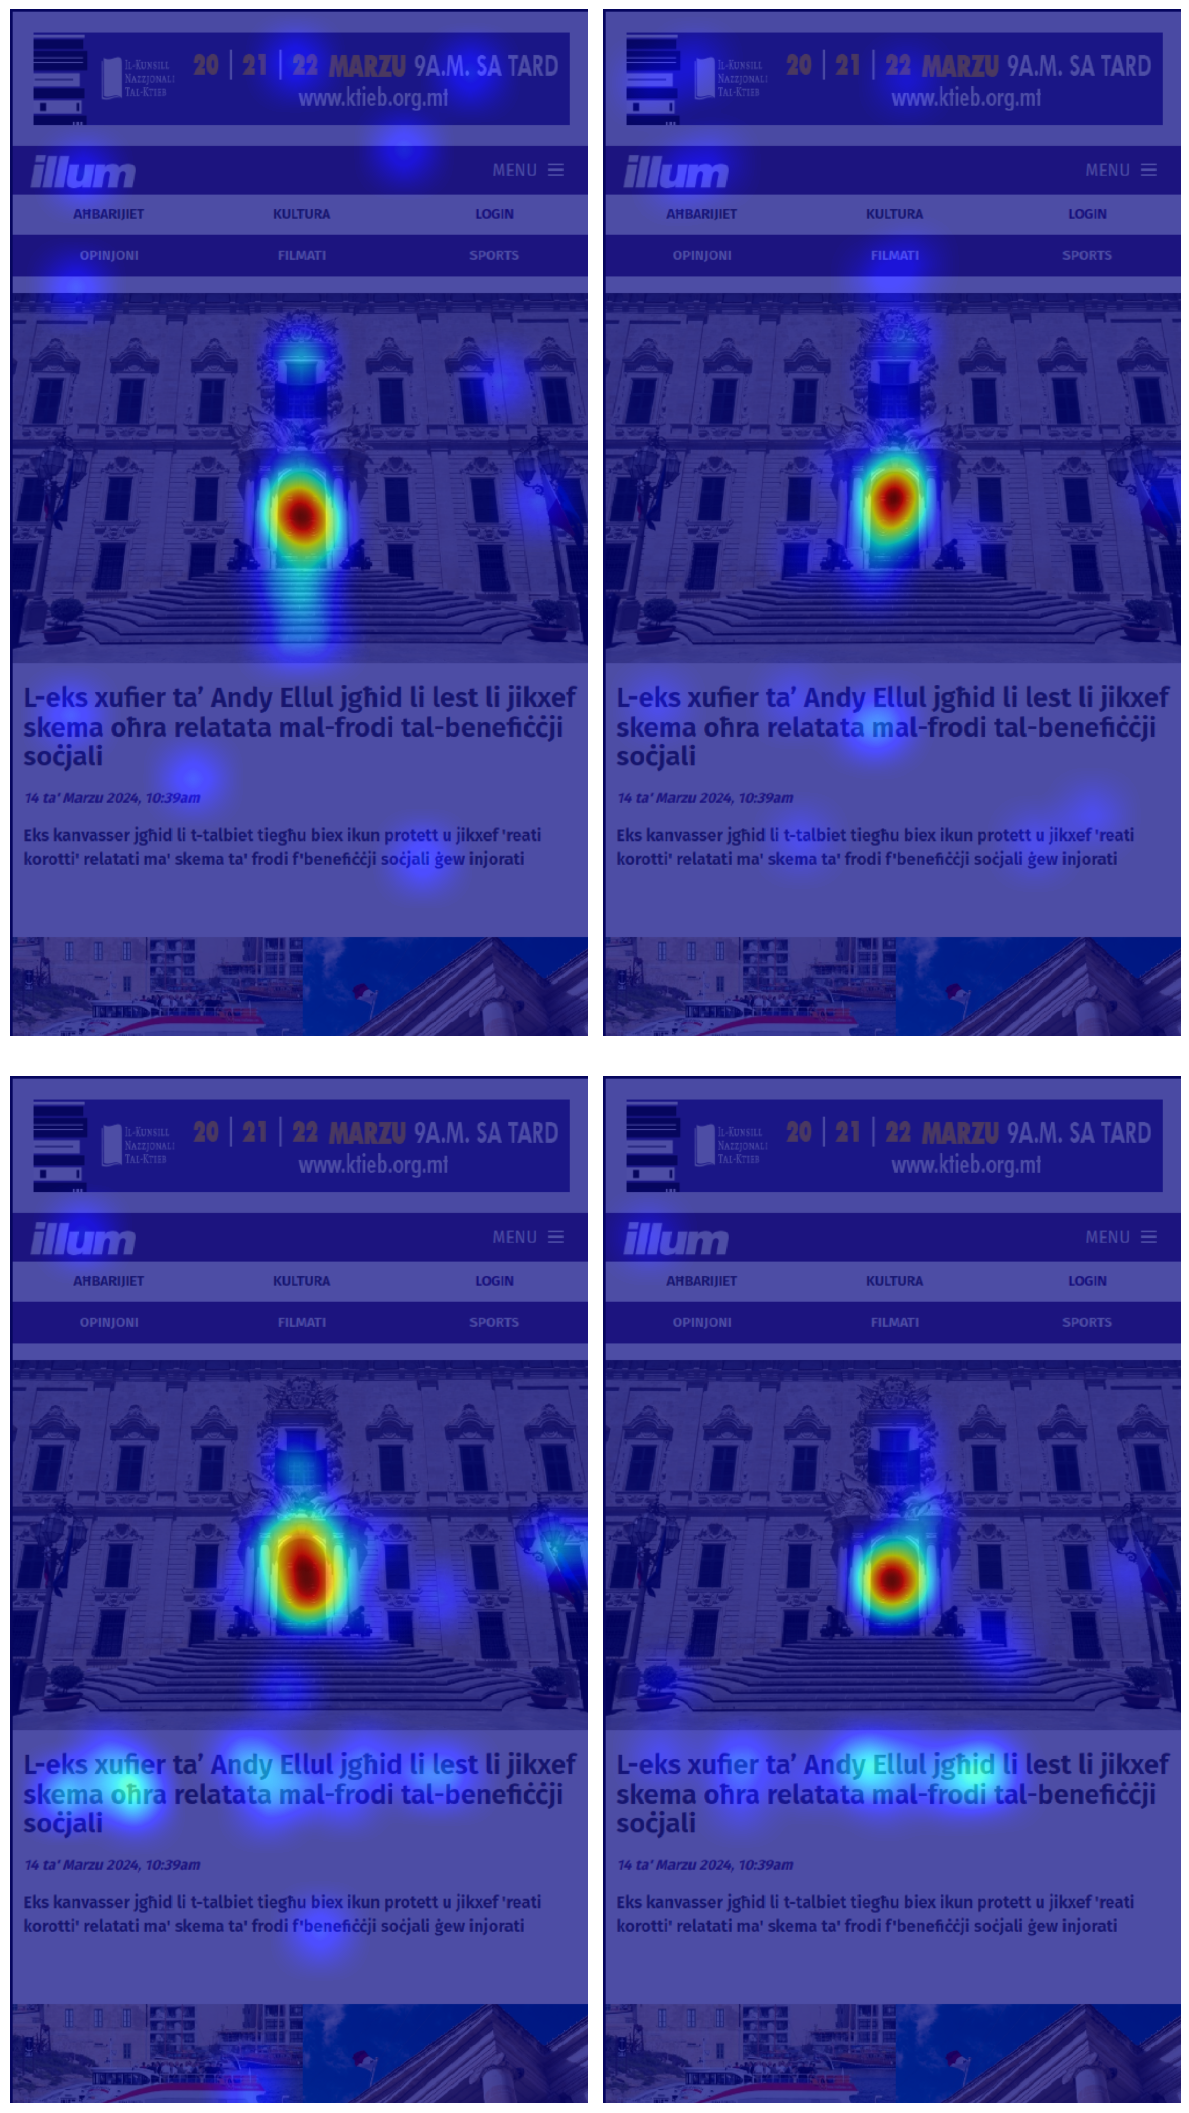 IL-KUNSILL
NAZZJONALI
TAL-KTIEB
20 | 21 | 22 MARZU 9A.M. SA TARD
www.ktieb.org.mt
illum
MENU
AĦBARIJIET KULTURA LOGIN
OPINJONI FILMATI SPORTS
L-eks xufier ta’ Andy Ellul jgħid li lest li jikxef
skema oħra relatata mal-frodi tal-benefiċċji
soċjali
14 ta' Marzu 2024, 10:39am
Eks kanvasser jgħid li t-talbiet tiegħu biex ikun protett u jikxef 'reati
korotti' relatati ma' skema ta' frodi f'benefiċċji soċjali ġew injorati
IL-KUNSILL
NAZZJONALI
TAL-KTIEB
20 | 21 | 22 MARZU 9A.M. SA TARD
www.ktieb.org.mt
illum
MENU
AĦBARIJIET KULTURA LOGIN
OPINJONI FILMATI SPORTS
L-eks xufier ta’ Andy Ellul jgħid li lest li jikxef
skema oħra relatata mal-frodi tal-benefiċċji
soċjali
14 ta' Marzu 2024, 10:39am
Eks kanvasser jgħid li t-talbiet tiegħu biex ikun protett u jikxef 'reati
korotti' relatati ma' skema ta' frodi f'benefiċċji soċjali ġew injorati
IL-KUNSILL
NAZZJONALI
TAL-KTIEB
20 | 21 | 22 MARZU 9A.M. SA TARD
www.ktieb.org.mt
illum
MENU
AĦBARIJIET KULTURA LOGIN
OPINJONI FILMATI SPORTS
L-eks xufier ta’ Andy Ellul jgħid li lest li jikxef
skema oħra relatata mal-frodi tal-benefiċċji
soċjali
14 ta' Marzu 2024, 10:39am
Eks kanvasser jgħid li t-talbiet tiegħu biex ikun protett u jikxef 'reati
korotti' relatati ma' skema ta' frodi f'benefiċċji soċjali ġew injorati
IL-KUNSILL
NAZZJONALI
TAL-KTIEB
20 | 21 | 22 MARZU 9A.M. SA TARD
www.ktieb.org.mt
illum
MENU
AĦBARIJIET KULTURA LOGIN
OPINJONI FILMATI SPORTS
L-eks xufier ta’ Andy Ellul jgħid li lest li jikxef
skema oħra relatata mal-frodi tal-benefiċċji
soċjali
14 ta' Marzu 2024, 10:39am
Eks kanvasser jgħid li t-talbiet tiegħu biex ikun protett u jikxef 'reati
korotti' relatati ma' skema ta' frodi f'benefiċċji soċjali ġew injorati